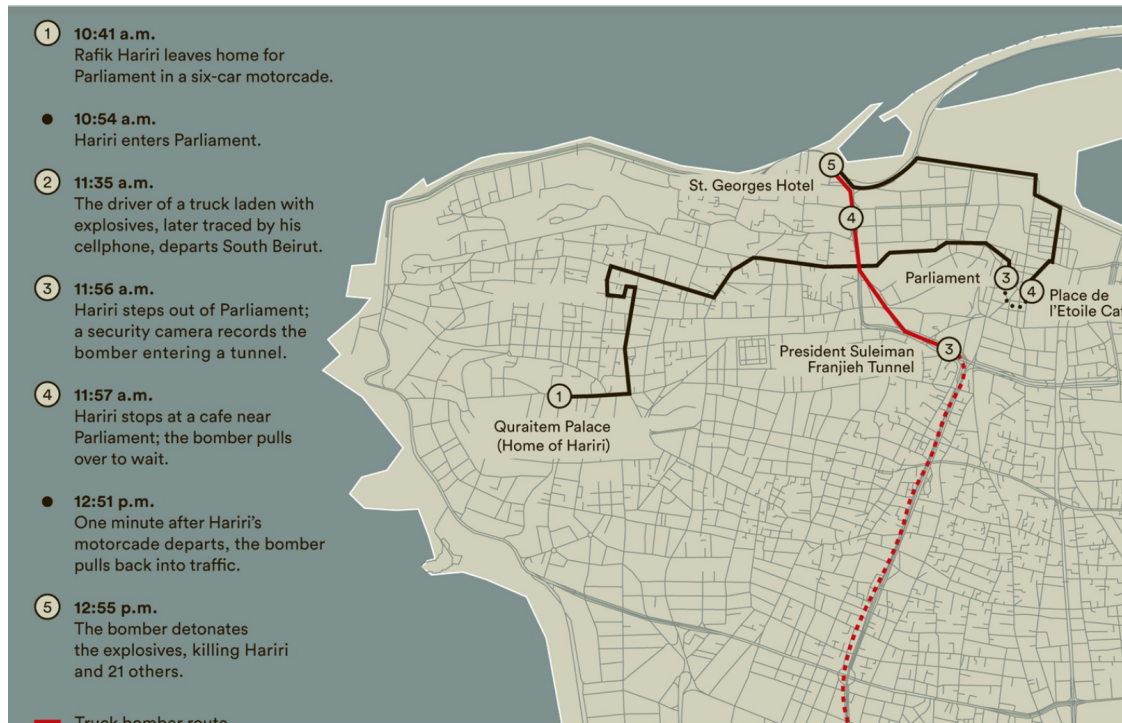 1 10:41 a.m.
Rafik Hariri leaves home for
Parliament in a six-car motorcade.
10:54 a.m.
Hariri enters Parliament.
2 11:35 a.m.
The driver of a truck laden with
explosives, later traced by his
cellphone, departs South Beirut.
3 11:56 a.m.
Hariri steps out of Parliament;
a security camera records the
bomber entering a tunnel.
4 11:57 a.m.
Hariri stops at a cafe near
Parliament; the bomber pulls
over to wait.
12:51 p.m.
One minute after Hariri's
motorcade departs, the bomber
pulls back into traffic.
5 12:55 p.m.
The bomber detonates
the explosives, killing Hariri
and 21 others.
Truck bomber route
5
St. Georges Hotel
4
Parliament
3
4
Place de
l'Etoile Caf
President Suleiman
Franjieh Tunnel
3
1
Quraitem Palace
(Home of Hariri)